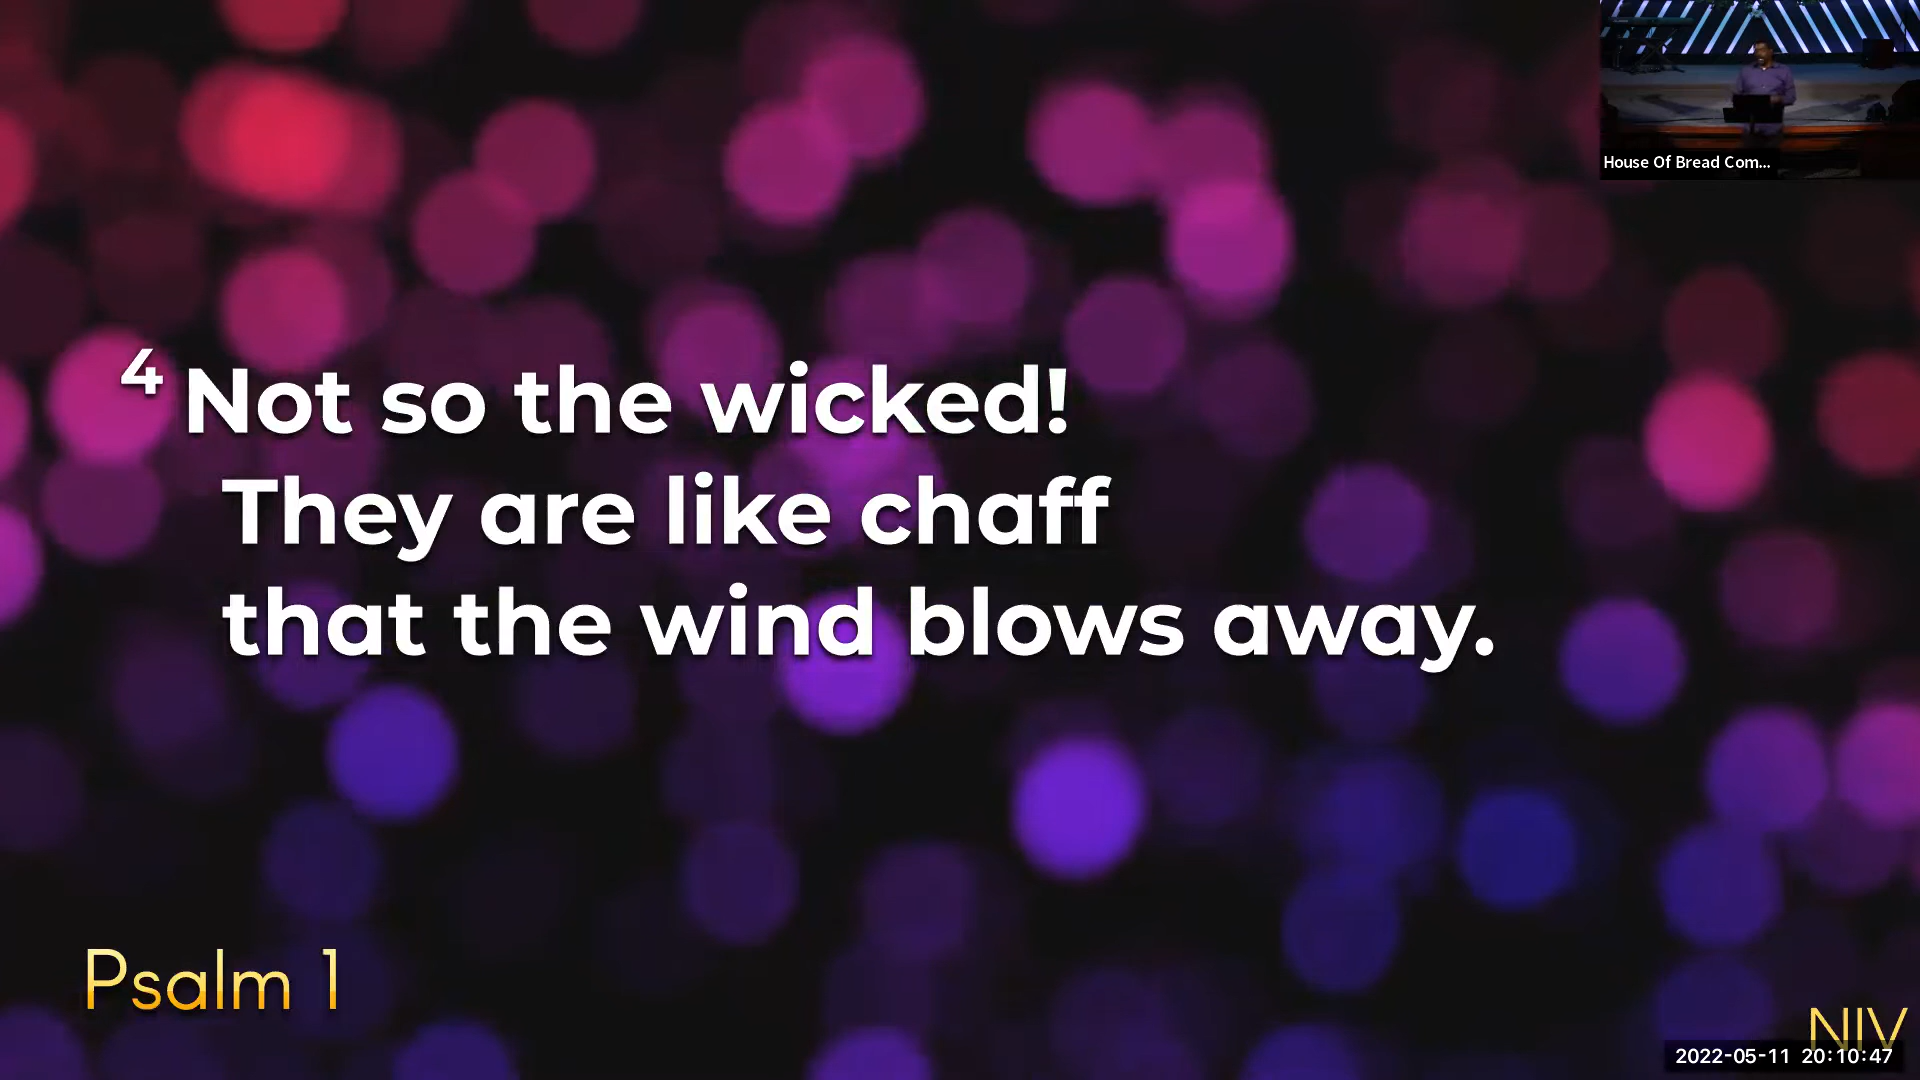 House Of Bread Com...
4 Not so the wicked!
They are like chaff
that the wind blows away.
Psalm 1
NIV
2022-05-11 20:10:47